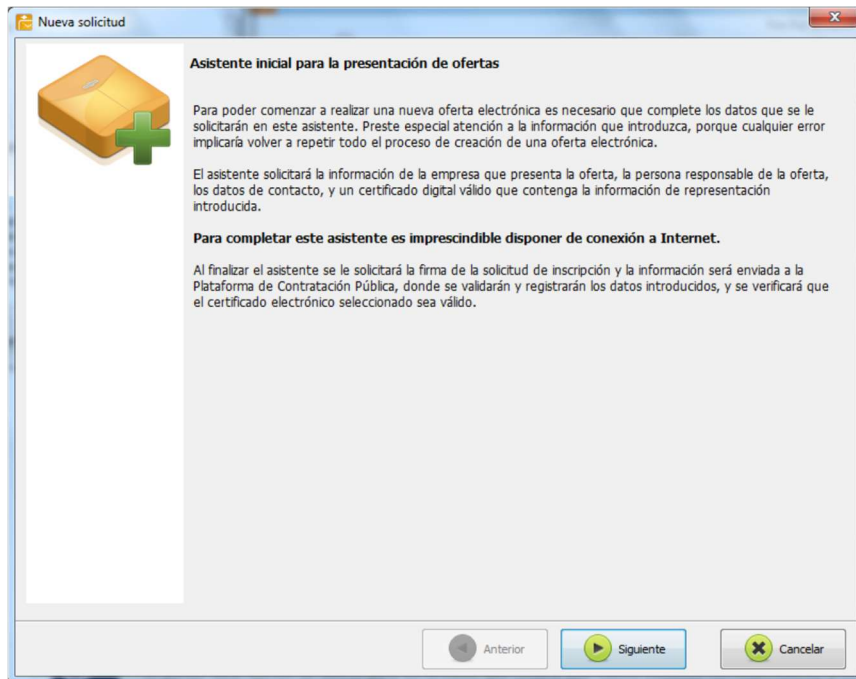 Nueva solicitud
Asistente inicial para la presentación de ofertas
Para poder comenzar a realizar una nueva oferta electrónica es necesario que complete los datos que se le
solicitarán en este asistente. Preste especial atención a la información que introduzca, porque cualquier error
implicaría volver a repetir todo el proceso de creación de una oferta electrónica.
El asistente solicitará la información de la empresa que presenta la oferta, la persona responsable de la oferta,
los datos de contacto, y un certificado digital válido que contenga la información de representación
introducida.
Para completar este asistente es imprescindible disponer de conexión a Internet.
Al finalizar el asistente se le solicitará la firma de la solicitud de inscripción y la información será enviada a la
Plataforma de Contratación Pública, donde se validarán y registrarán los datos introducidos, y se verificará que
el certificado electrónico seleccionado sea válido.
Anterior
Siguiente
Cancelar